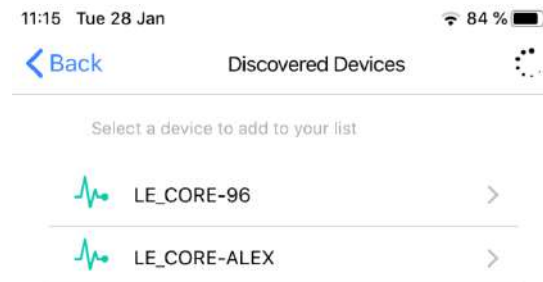 11:15 Tue 28 Jan 84 %
Back Discovered Devices
Select a device to add to your list
LE_CORE-96
LE_CORE-ALEX